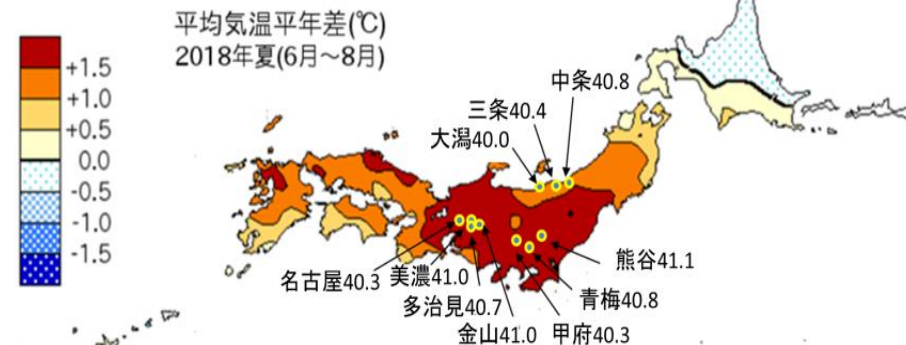 平均気温平年差(℃)
2018年夏(6月～8月)
+1.5
+1.0
+0.5
0.0
-0.5
-1.0
-1.5
中条40.8
三条40.4
大潟40.0
熊谷41.1
名古屋40.3
美濃41.0
青梅40.8
多治見40.7
金山41.0
甲府40.3